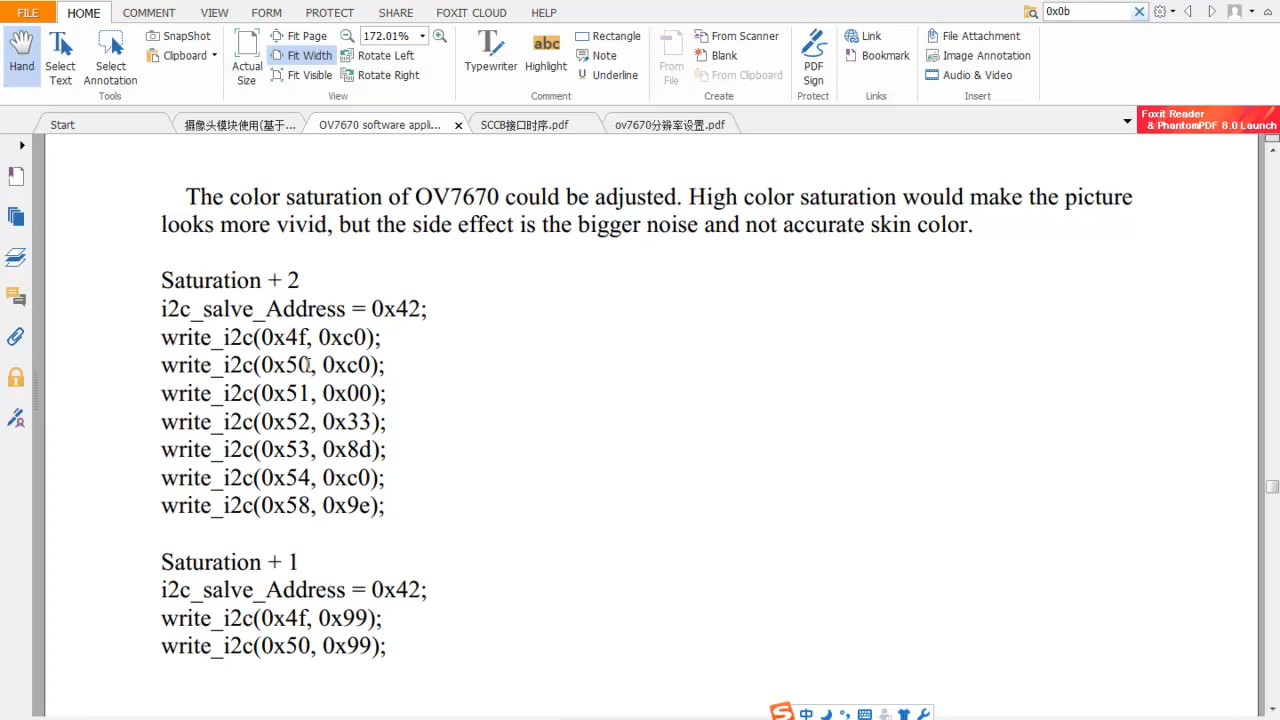 FILE HOME COMMENT VIEW FORM PROTECT SHARE FOXIT CLOUD HELP 0x0b
Hand
Select Text
Select Annotation
SnapShot
Clipboard
Tools
Actual Size
Fit Page
Fit Width
Fit Visible
172.01%
Rotate Left
Rotate Right
View
Typewriter
abc
Highlight
Rectangle
Note
Underline
Comment
From File
From Scanner
Blank
From Clipboard
Create
PDF Sign
Protect
Link
Bookmark
Links
File Attachment
Image Annotation
Audio & Video
Insert
Start 摄像头模块使用(基于... OV7670 software appli... SCCB接口时序.pdf ov7670分辨率设置.pdf
Foxit Reader
& PhantomPDF 6.0 Launch
The color saturation of OV7670 could be adjusted. High color saturation would make the picture
looks more vivid, but the side effect is the bigger noise and not accurate skin color.
Saturation + 2
i2c_salve_Address = 0x42;
write_i2c(0x4f, 0xc0);
write_i2c(0x50, 0xc0);
write_i2c(0x51, 0x00);
write_i2c(0x52, 0x33);
write_i2c(0x53, 0x8d);
write_i2c(0x54, 0xc0);
write_i2c(0x58, 0x9e);
Saturation + 1
i2c_salve_Address = 0x42;
write_i2c(0x4f, 0x99);
write_i2c(0x50, 0x99);
S 中